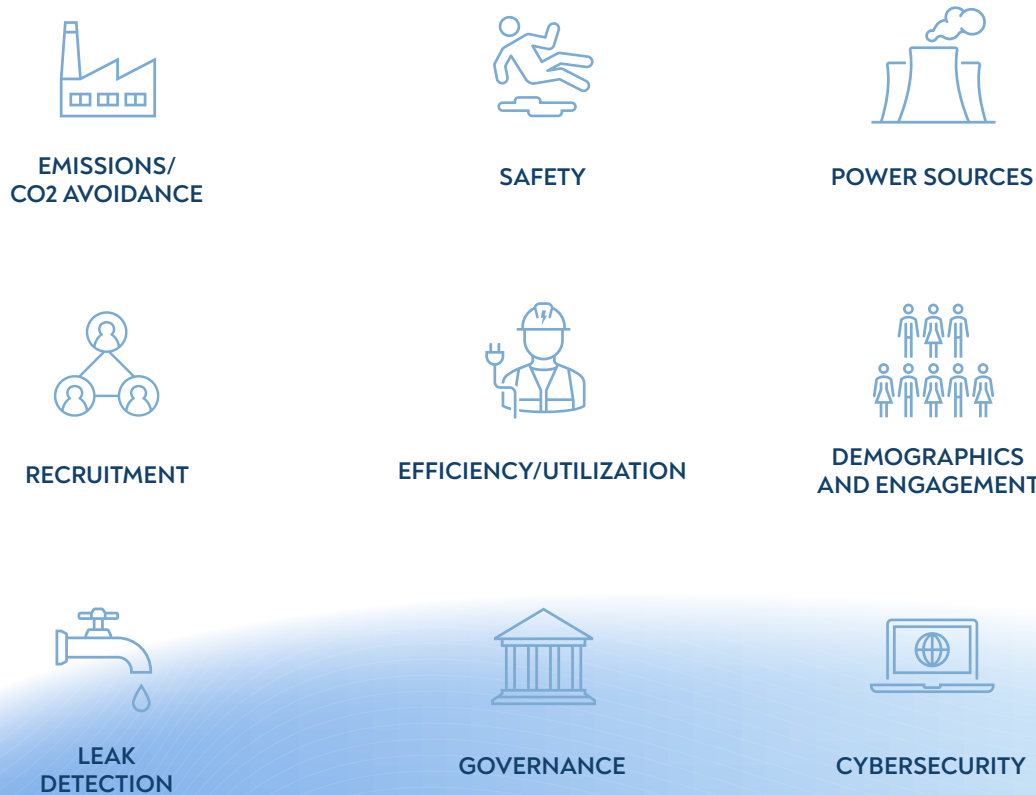 EMISSIONS/
CO2 AVOIDANCE
SAFETY
POWER SOURCES
RECRUITMENT
EFFICIENCY/UTILIZATION
DEMOGRAPHICS
AND ENGAGEMENT
LEAK
DETECTION
GOVERNANCE
CYBERSECURITY